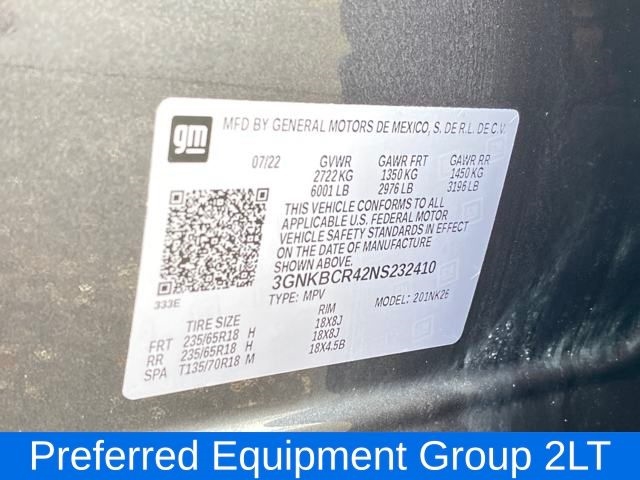 gm
MFD BY GENERAL MOTORS DE MEXICO, S. DE R.L. DE C.V.
07/22 GVWR GAWR FRT GAWR RR
2722 KG 1350 KG 1450 KG
6001 LB 2976 LB 3196 LB
THIS VEHICLE CONFORMS TO ALL
APPLICABLE U.S. FEDERAL MOTOR
VEHICLE SAFETY STANDARDS IN EFFECT
ON THE DATE OF MANUFACTURE
SHOWN ABOVE.
3GNKBCR42NS232410
333E
TYPE: MPV MODEL: 201NK26
TIRE SIZE RIM
FRT 235/65R18 H 18X8J
RR 235/65R18 H 18X8J
SPA T135/70R18 M 18X4.5B
Preferred Equipment Group 2LT